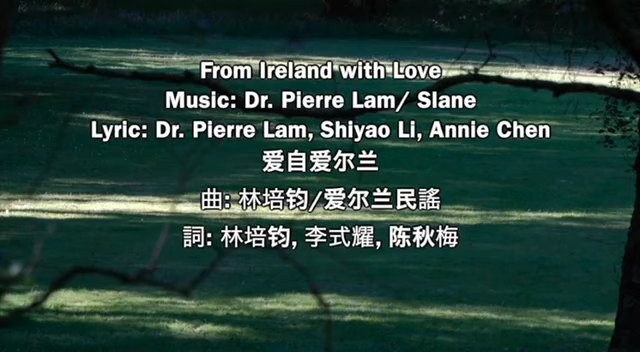 From Ireland with Love
Music: Dr. Pierre Lam/ Slane
Lyric: Dr. Pierre Lam, Shiyao Li, Annie Chen
爱自爱尔兰
曲: 林培钧/爱尔兰民謠
詞: 林培钧, 李式耀, 陈秋梅